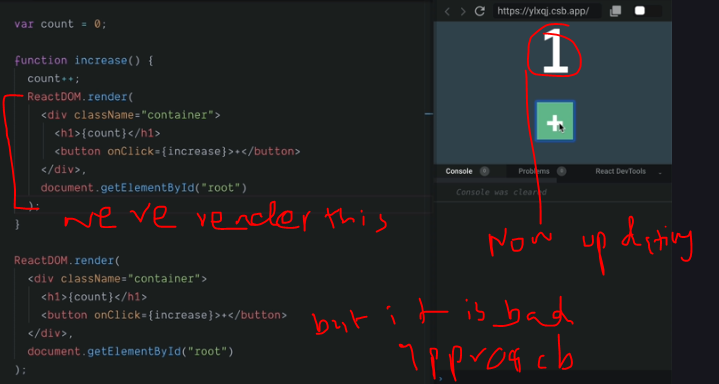 var count = 0;
https://ylxqj.csb.app/
function increase() {
count++;
ReactDOM.render(
<div className="container">
<h1>{count}</h1>
<button onClick={increase}>+</button>
</div>,
document.getElementById("root")
);
}
ReactDOM.render(
<div className="container">
<h1>{count}</h1>
<button onClick={increase}>+</button>
</div>,
document.getElementById("root")
);
1
+
Console 0 Problems 0 React DevTools
Console was cleared
render this
Now updating
but it is bad
approach